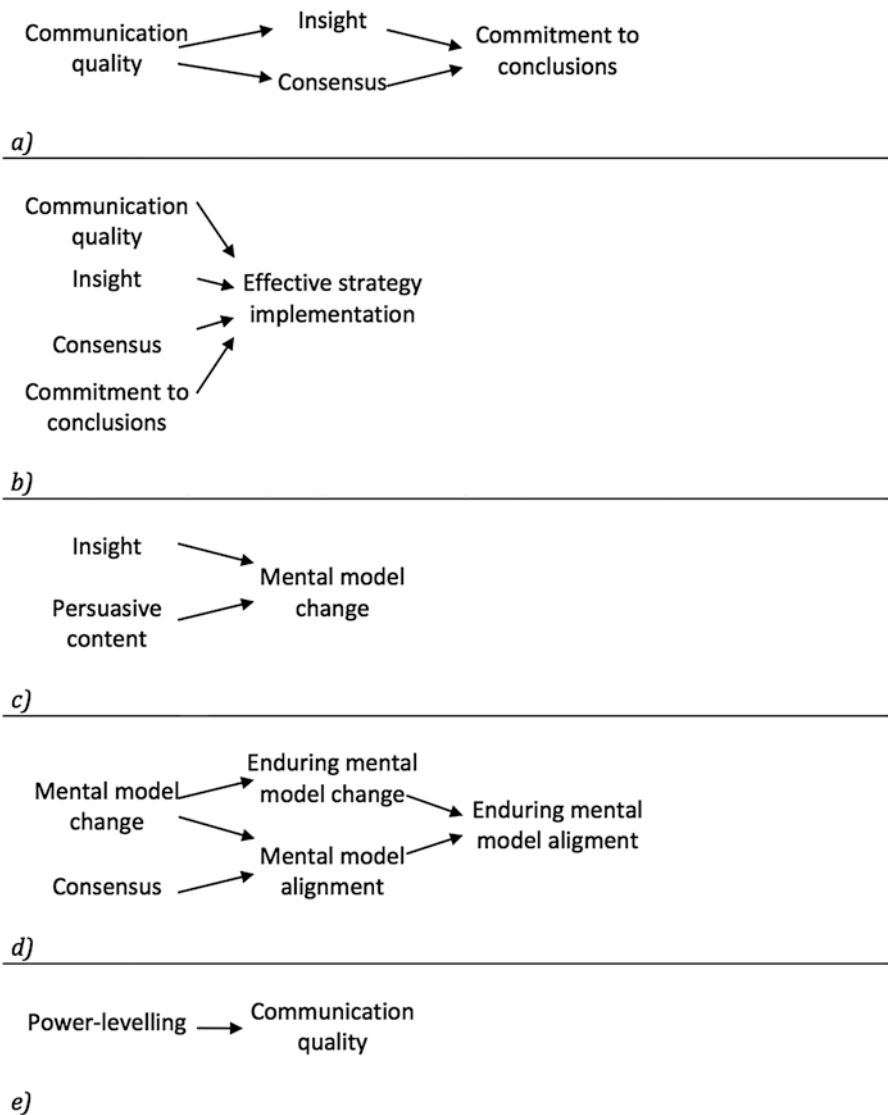 Communication
quality
Insight
Consensus
Commitment to
conclusions
a)
Communication
quality
Insight
Consensus
Commitment to
conclusions
Effective strategy
implementation
b)
Insight
Persuasive
content
Mental model
change
c)
Mental model
change
Consensus
Enduring mental
model change
Mental model
alignment
Enduring mental
model aligment
d)
Power-levelling
Communication
quality
e)